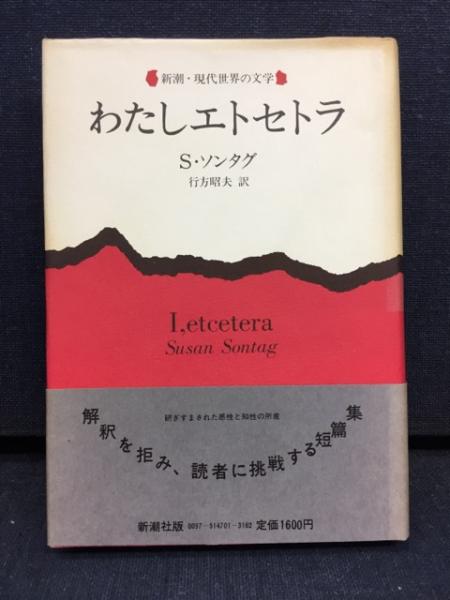 新潮・現代世界の文学
わたしエトセトラ
S・ソンタグ
行方昭夫 訳
I,etcetera
Susan Sontag
研ぎすまされた感性と知性の所産
解釈を拒み、読者に挑戦する短篇集
新潮社版 0097-514701-3162 定価1600円